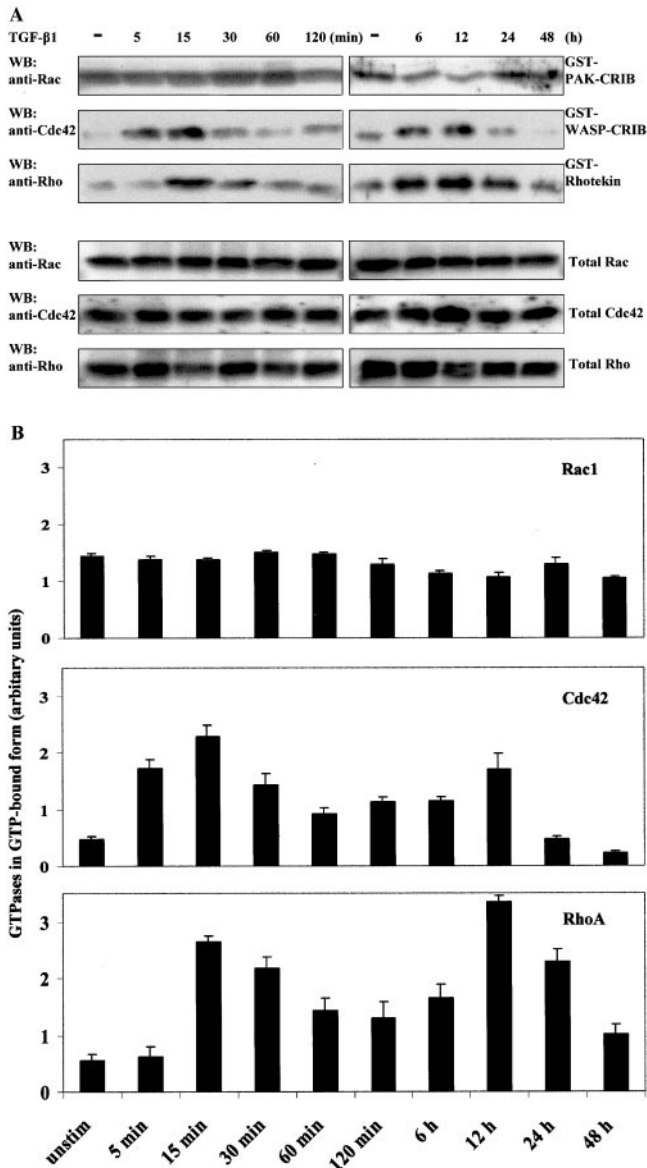 A
TGF-β1 – 5 15 30 60 120 (min) – 6 12 24 48 (h)
WB:
anti-Rac
GST-
PAK-CRIB
WB:
anti-Cdc42
GST-
WASP-CRIB
WB:
anti-Rho
GST-
Rhotekin
WB:
anti-Rac
Total Rac
WB:
anti-Cdc42
Total Cdc42
WB:
anti-Rho
Total Rho
B
GTPases in GTP-bound form (arbitary units)
3
2
1
0
Rac1
3
2
1
0
Cdc42
3
2
1
0
RhoA
unstim
5 min
15 min
30 min
60 min
120 min
6 h
12 h
24 h
48 h